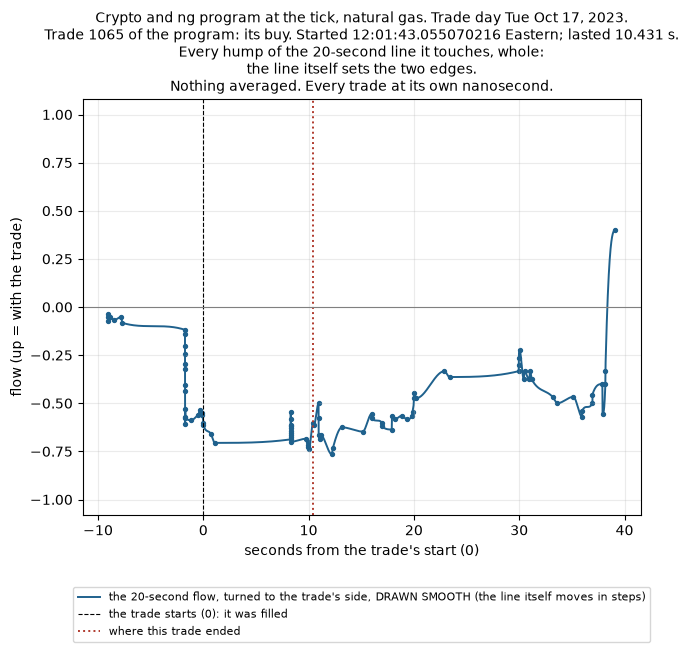 Crypto and ng program at the tick, natural gas. Trade day Tue Oct 17, 2023.
Trade 1065 of the program: its buy. Started 12:01:43.055070216 Eastern; lasted 10.431 s.
Every hump of the 20-second line it touches, whole:
the line itself sets the two edges.
Nothing averaged. Every trade at its own nanosecond.
1.00
0.75
0.50
0.25
0.00
−0.25
−0.50
−0.75
−1.00
flow (up = with the trade)
−10
0
10
20
30
40
seconds from the trade's start (0)
the 20-second flow, turned to the trade's side, DRAWN SMOOTH (the line itself moves in steps)
the trade starts (0): it was filled
where this trade ended